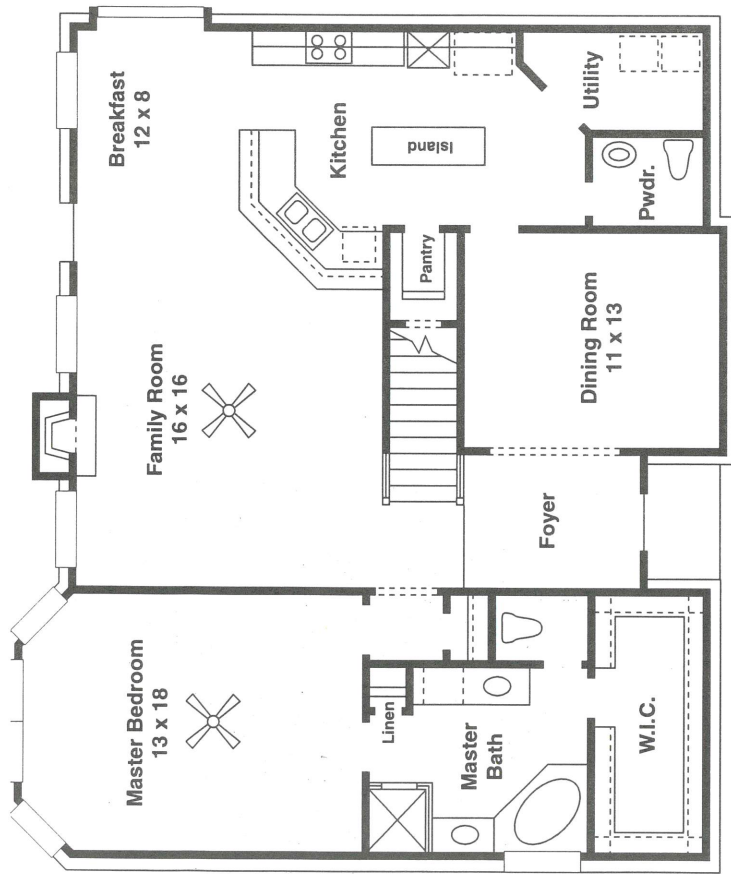 Breakfast
12 x 8
Kitchen
Island
Utility
Pwdr.
Pantry
Family Room
16 x 16
Dining Room
11 x 13
Foyer
Master Bedroom
13 x 18
Linen
Master
Bath
W.I.C.